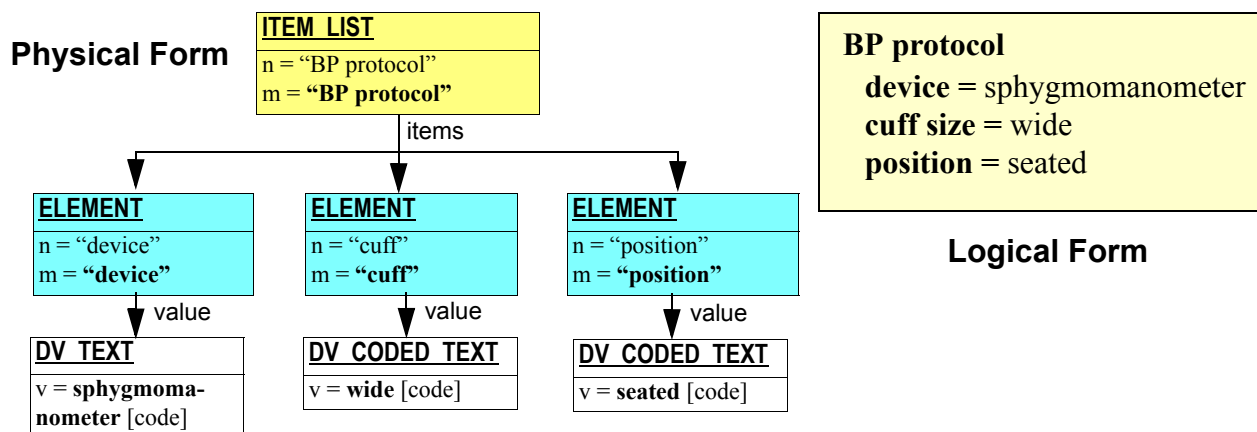 Physical Form
ITEM_LIST
n = “BP protocol”
m = “BP protocol”
items
ELEMENT
n = “device”
m = “device”
value
DV_TEXT
v = sphygmoma-
nometer [code]
ELEMENT
n = “cuff”
m = “cuff”
value
DV_CODED_TEXT
v = wide [code]
ELEMENT
n = “position”
m = “position”
value
DV_CODED_TEXT
v = seated [code]
BP protocol
device = sphygmomanometer
cuff size = wide
position = seated
Logical Form